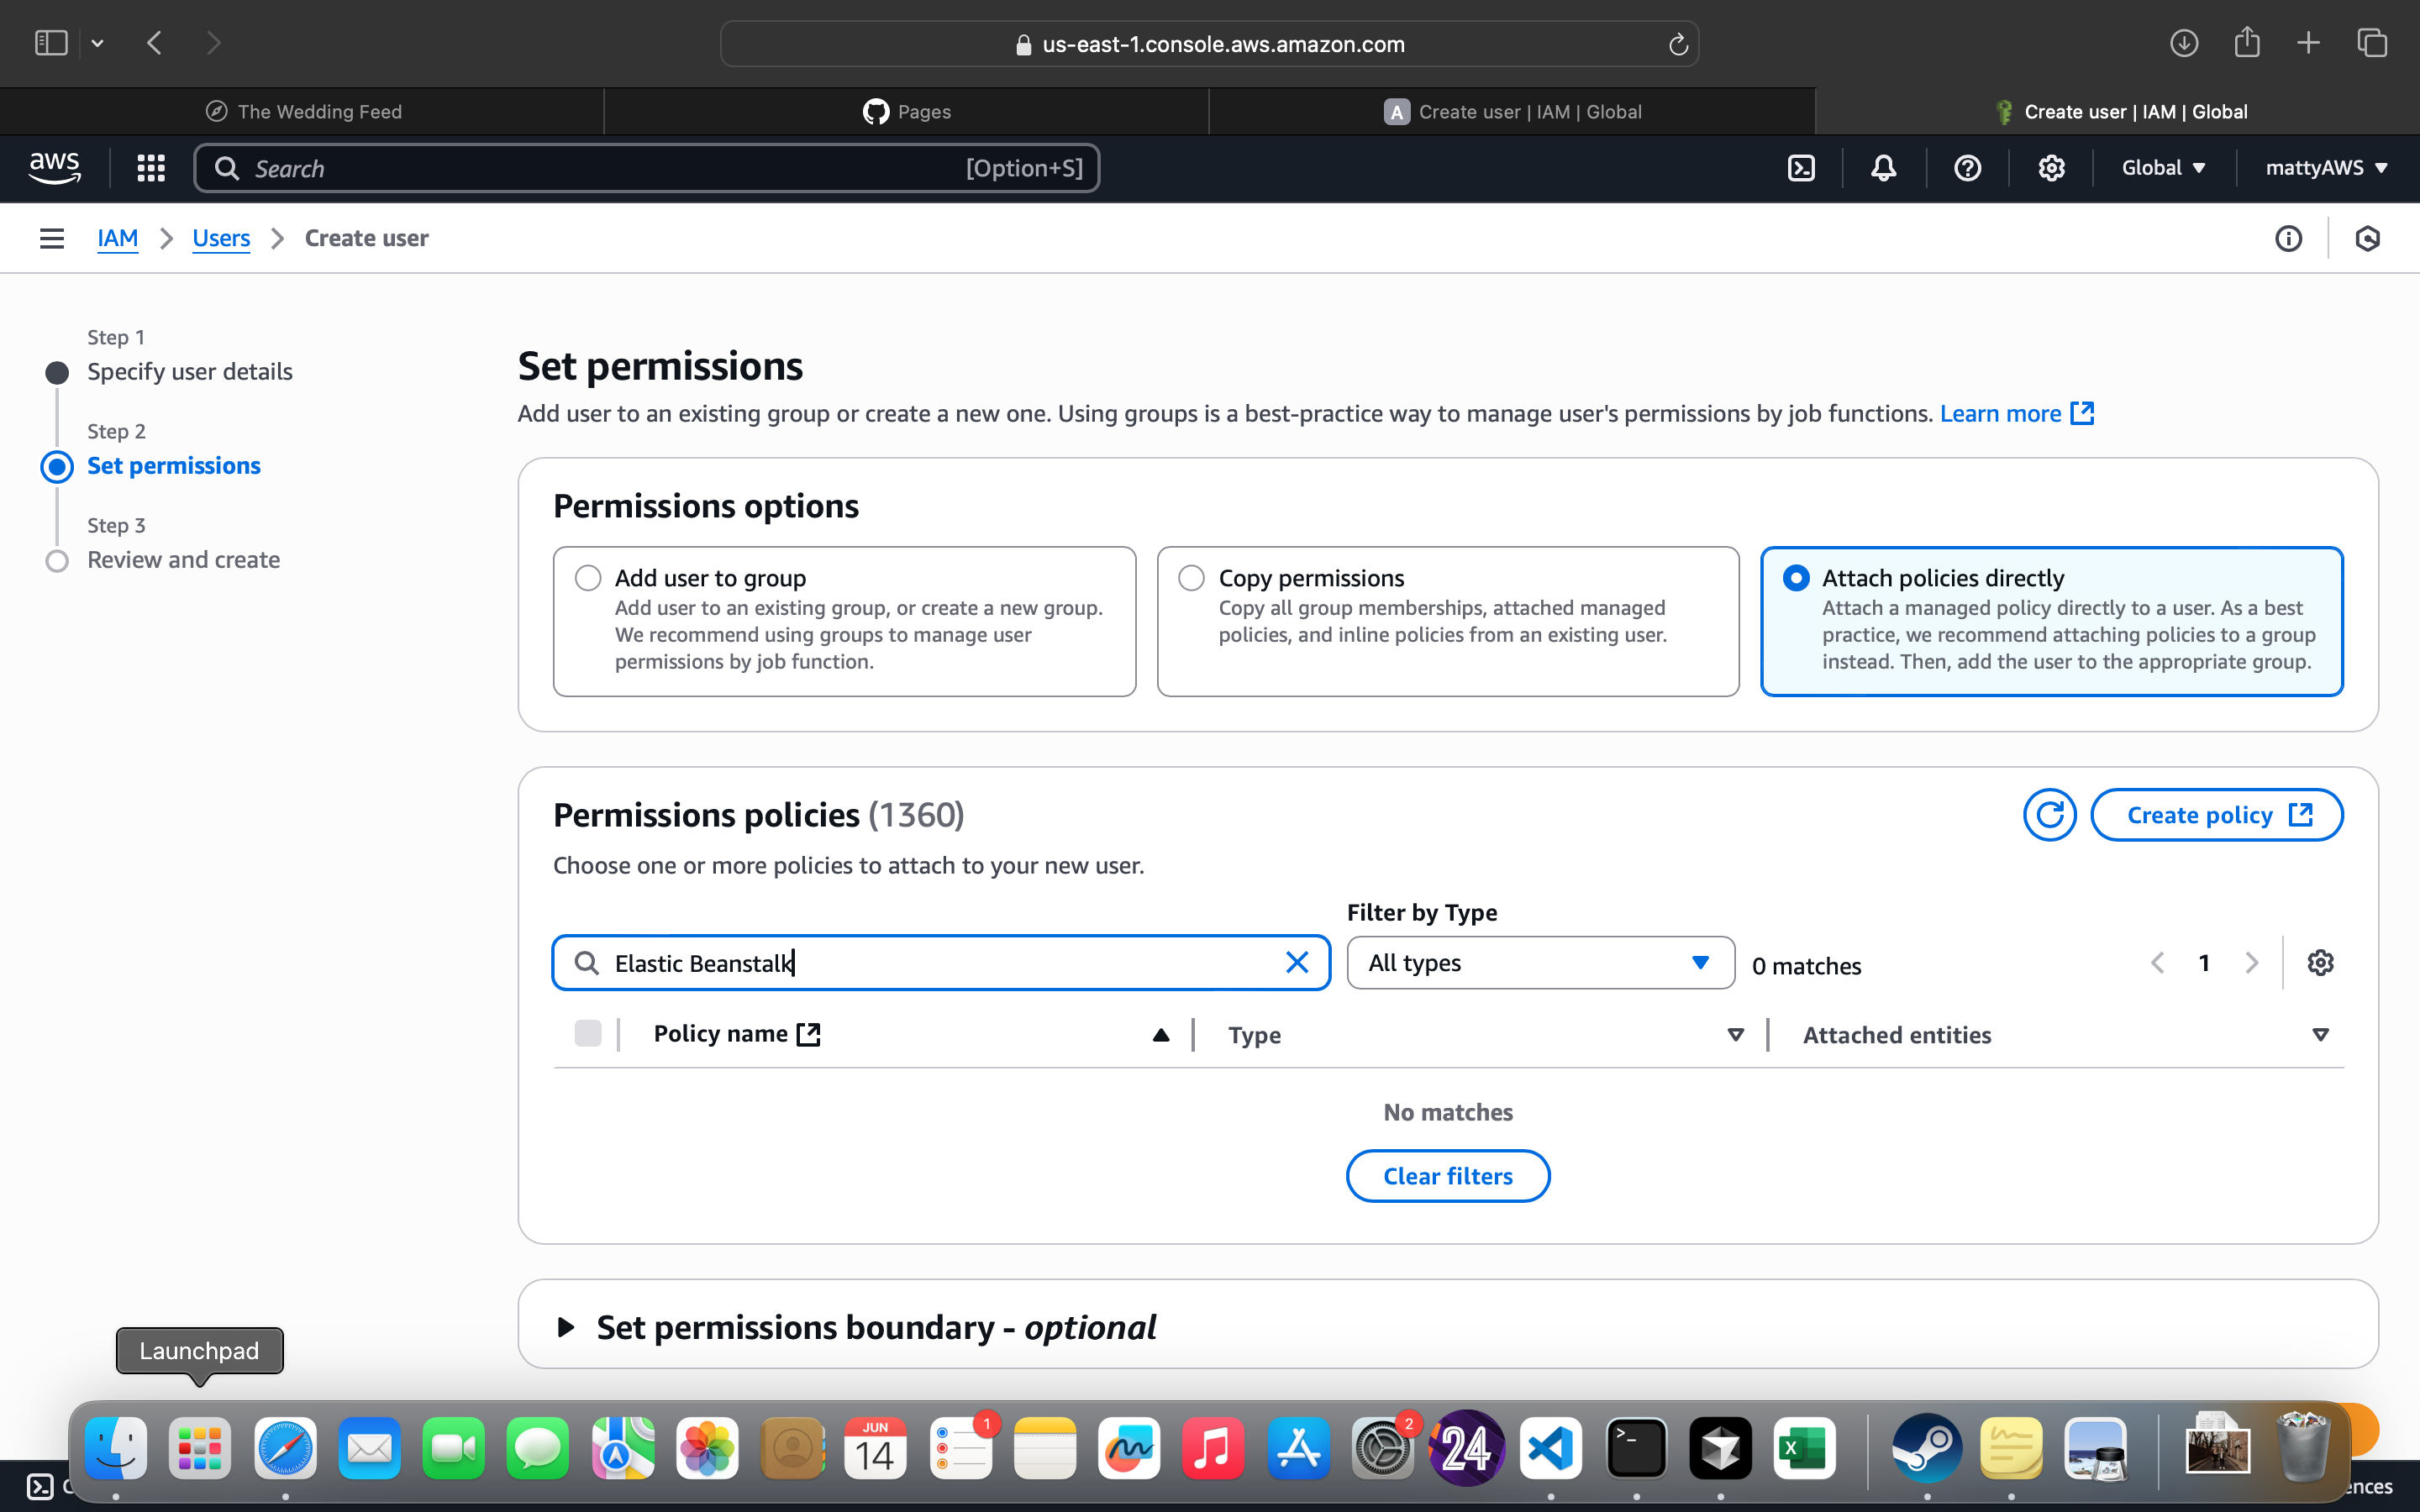 us-east-1.console.aws.amazon.com
The Wedding Feed
Pages
A Create user | IAM | Global
Create user | IAM | Global
aws
Search [Option+S]
Global
mattyAWS
IAM
Users
Create user
Step 1
Specify user details
Step 2
Set permissions
Step 3
Review and create
Set permissions
Add user to an existing group or create a new one. Using groups is a best-practice way to manage user's permissions by job functions. Learn more
Permissions options
Add user to group
Add user to an existing group, or create a new group.
We recommend using groups to manage user
permissions by job function.
Copy permissions
Copy all group memberships, attached managed
policies, and inline policies from an existing user.
Attach policies directly
Attach a managed policy directly to a user. As a best
practice, we recommend attaching policies to a group
instead. Then, add the user to the appropriate group.
Permissions policies (1360)
Create policy
Choose one or more policies to attach to your new user.
Filter by Type
Elastic Beanstalk
All types
0 matches
1
Policy name
Type
Attached entities
No matches
Clear filters
Set permissions boundary - optional
Launchpad
JUN
14
1
2
24
X